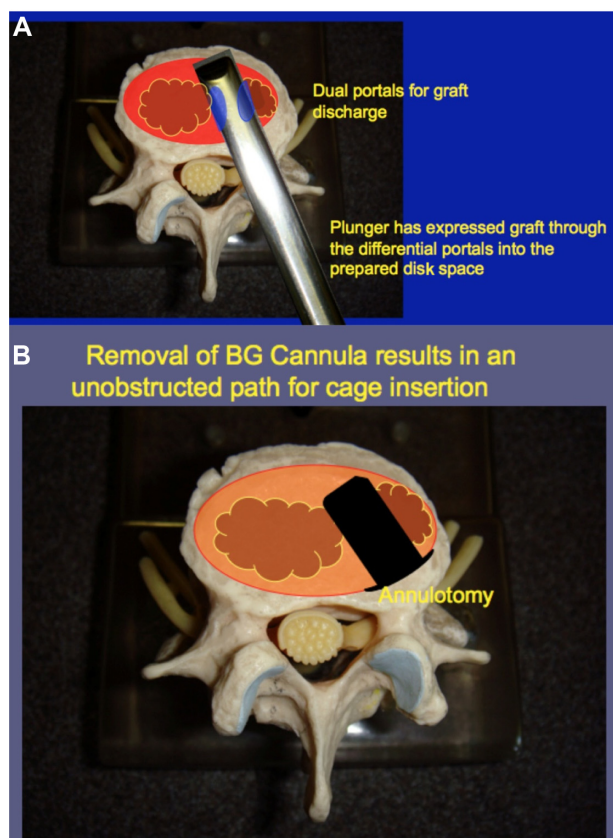 A
Dual portals for graft
discharge
Plunger has expressed graft through
the differential portals into the
prepared disk space
B
Removal of BG Cannula results in an
unobstructed path for cage insertion
Annulotomy